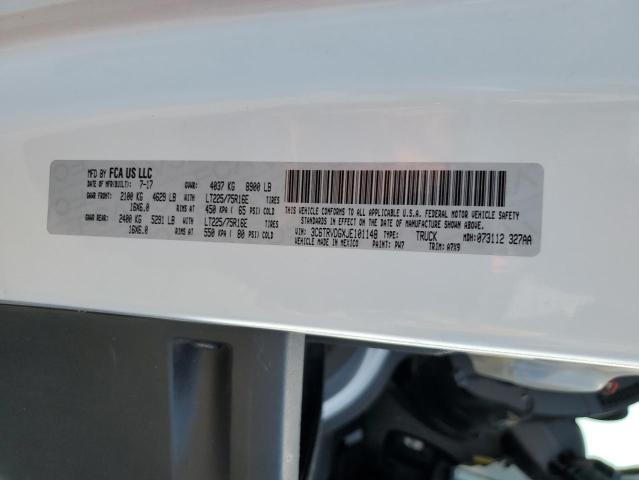 MFD BY FCA US LLC
DATE OF MFR(BUILT): 7-17 GVWR: 4037 KG 8900 LB
GAWR FRONT: 2100 KG 4629 LB LT225/75R16E TIRES
16X6.0 RIMS AT 450 KPA ( 65 PSI) COLD
GAWR REAR: 2400 KG 5291 LB LT225/75R16E TIRES
16X6.0 RIMS AT 550 KPA ( 80 PSI) COLD
THIS VEHICLE CONFORMS TO ALL APPLICABLE U.S.A. FEDERAL MOTOR VEHICLE SAFETY STANDARDS IN EFFECT ON THE DATE OF MANUFACTURE SHOWN ABOVE.
VIN: 3C6TRVDGXJE101148 TYPE: TRUCK MDH: 073112 327AA
MADE IN MEXICO PAINT: PW7 TRIM: A7X9